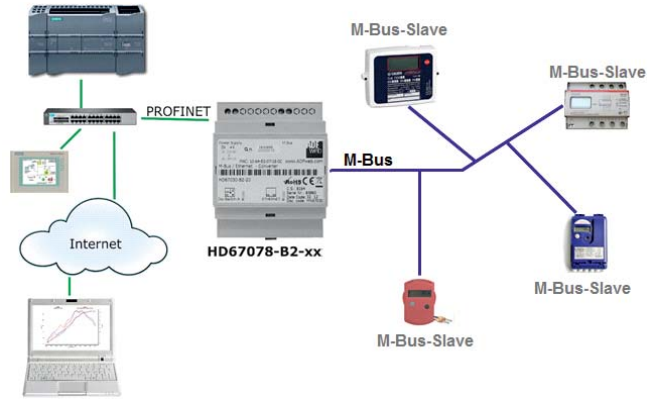 M-Bus-Slave
M-Bus-Slave
PROFINET
M-Bus
Internet
HD67078-B2-xx
M-Bus-Slave
M-Bus-Slave